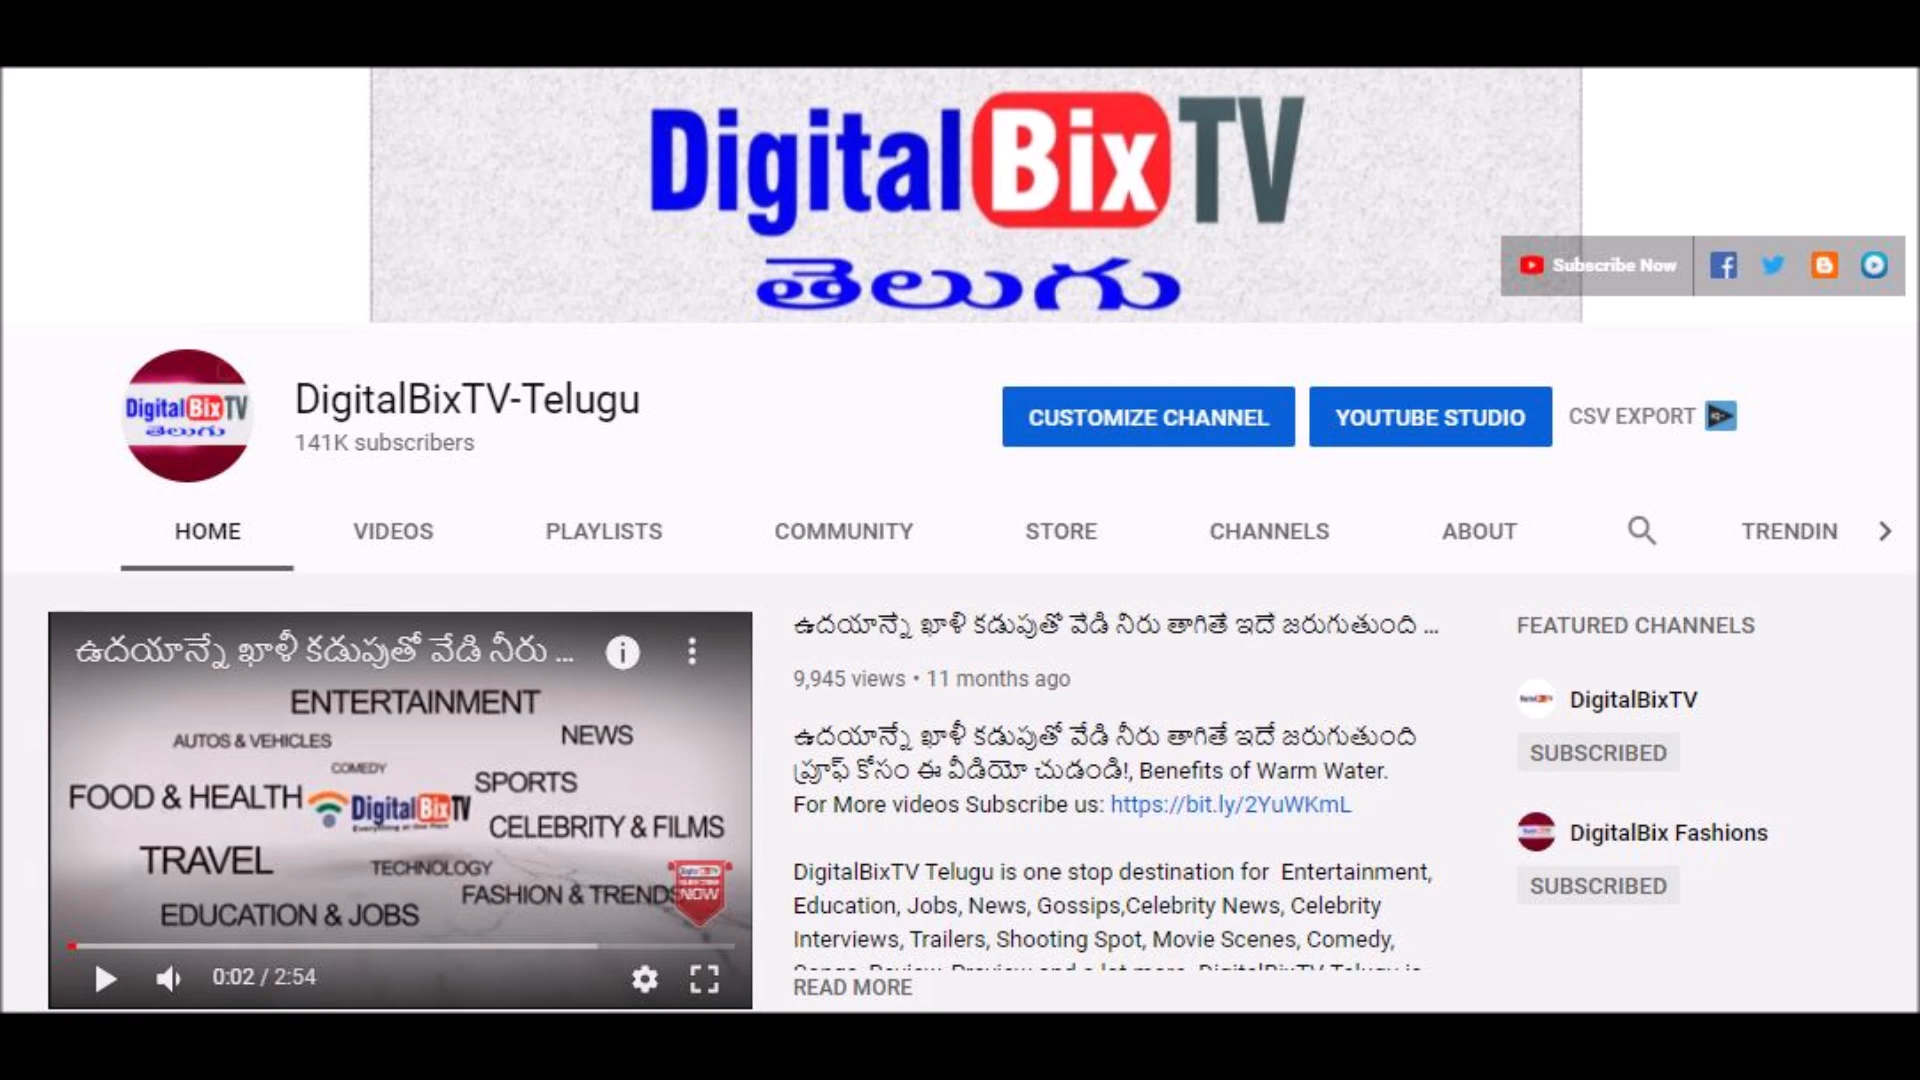 DigitalBixTV
తెలుగు
Subscribe Now
DigitalBixTV
తెలుగు
DigitalBixTV-Telugu
141K subscribers
CUSTOMIZE CHANNEL
YOUTUBE STUDIO
CSV EXPORT
HOME
VIDEOS
PLAYLISTS
COMMUNITY
STORE
CHANNELS
ABOUT
TRENDIN
ఉదయాన్నే ఖాళీ కడుపుతో వేడి నీరు ...
ENTERTAINMENT
AUTOS & VEHICLES
NEWS
COMEDY
SPORTS
FOOD & HEALTH
DigitalBixTV
Everything at One Place
CELEBRITY & FILMS
TRAVEL
TECHNOLOGY
FASHION & TRENDS
NOW
EDUCATION & JOBS
0:02 / 2:54
ఉదయాన్నే ఖాళీ కడుపుతో వేడి నీరు తాగితే ఇదే జరుగుతుంది ...
9,945 views • 11 months ago
ఉదయాన్నే ఖాళీ కడుపుతో వేడి నీరు తాగితే ఇదే జరుగుతుంది
ప్రూఫ్ కోసం ఈ వీడియో చుడండి!, Benefits of Warm Water.
For More videos Subscribe us: https://bit.ly/2YuWKmL
DigitalBixTV Telugu is one stop destination for Entertainment,
Education, Jobs, News, Gossips,Celebrity News, Celebrity
Interviews, Trailers, Shooting Spot, Movie Scenes, Comedy,
READ MORE
FEATURED CHANNELS
DigitalBixTV
SUBSCRIBED
DigitalBix Fashions
SUBSCRIBED